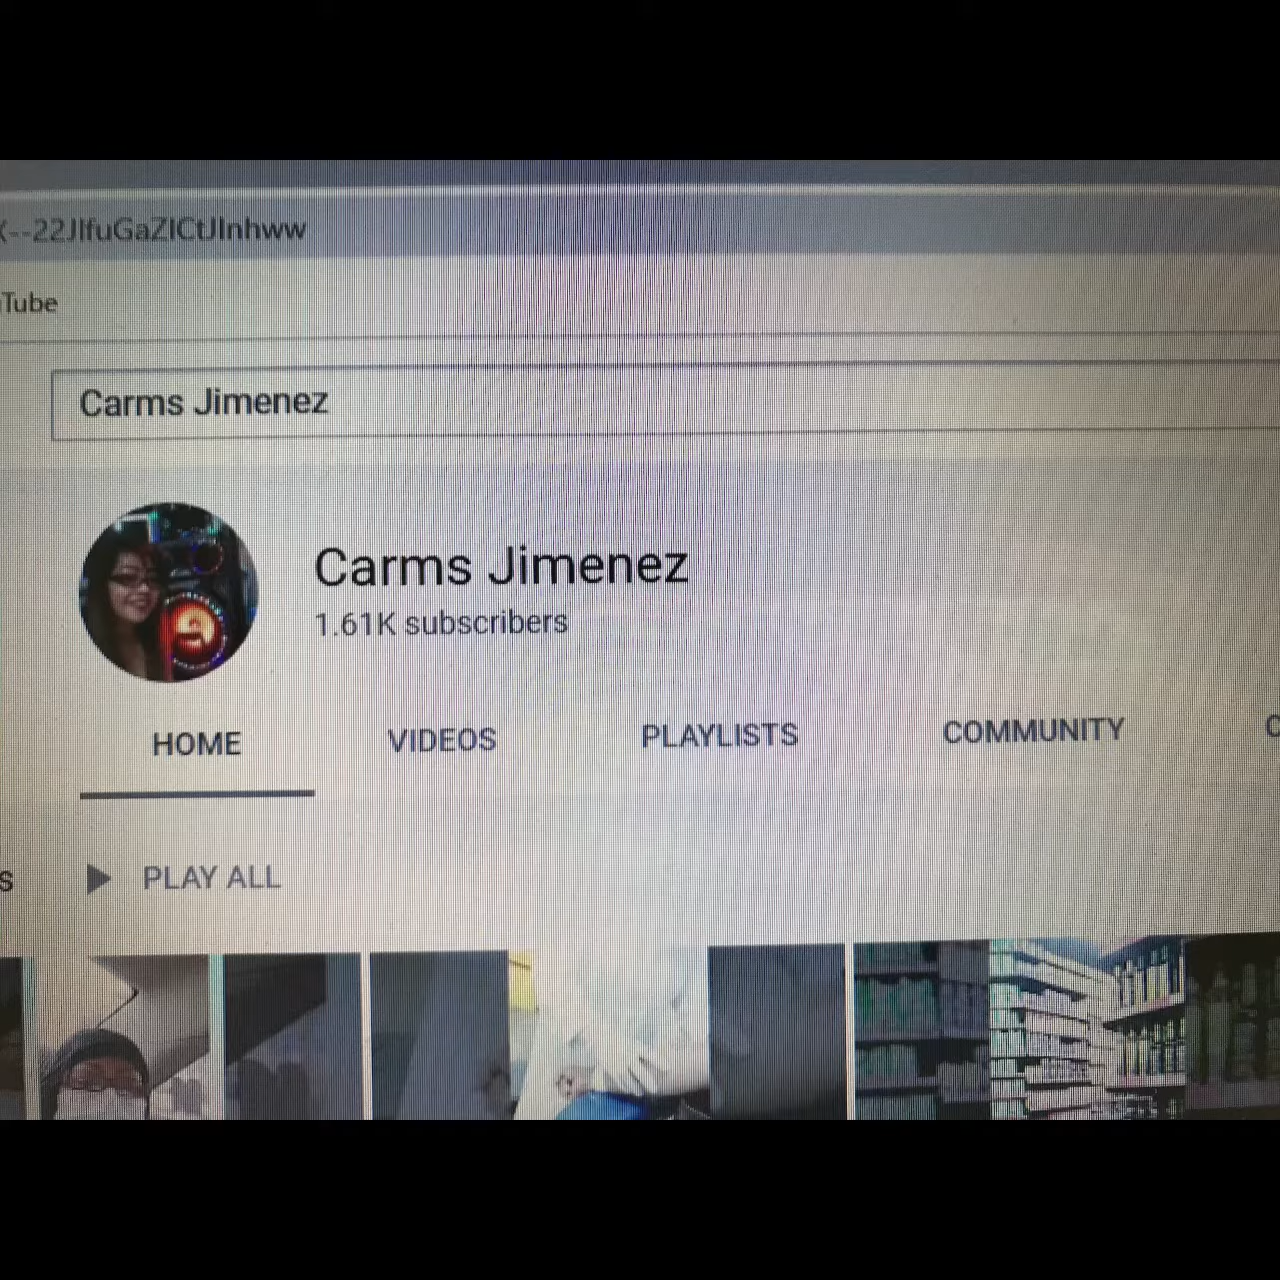 --22JIfuGaZICtJInhww
Tube
Carms Jimenez
Carms Jimenez
1.61K subscribers
HOME VIDEOS PLAYLISTS COMMUNITY
PLAY ALL